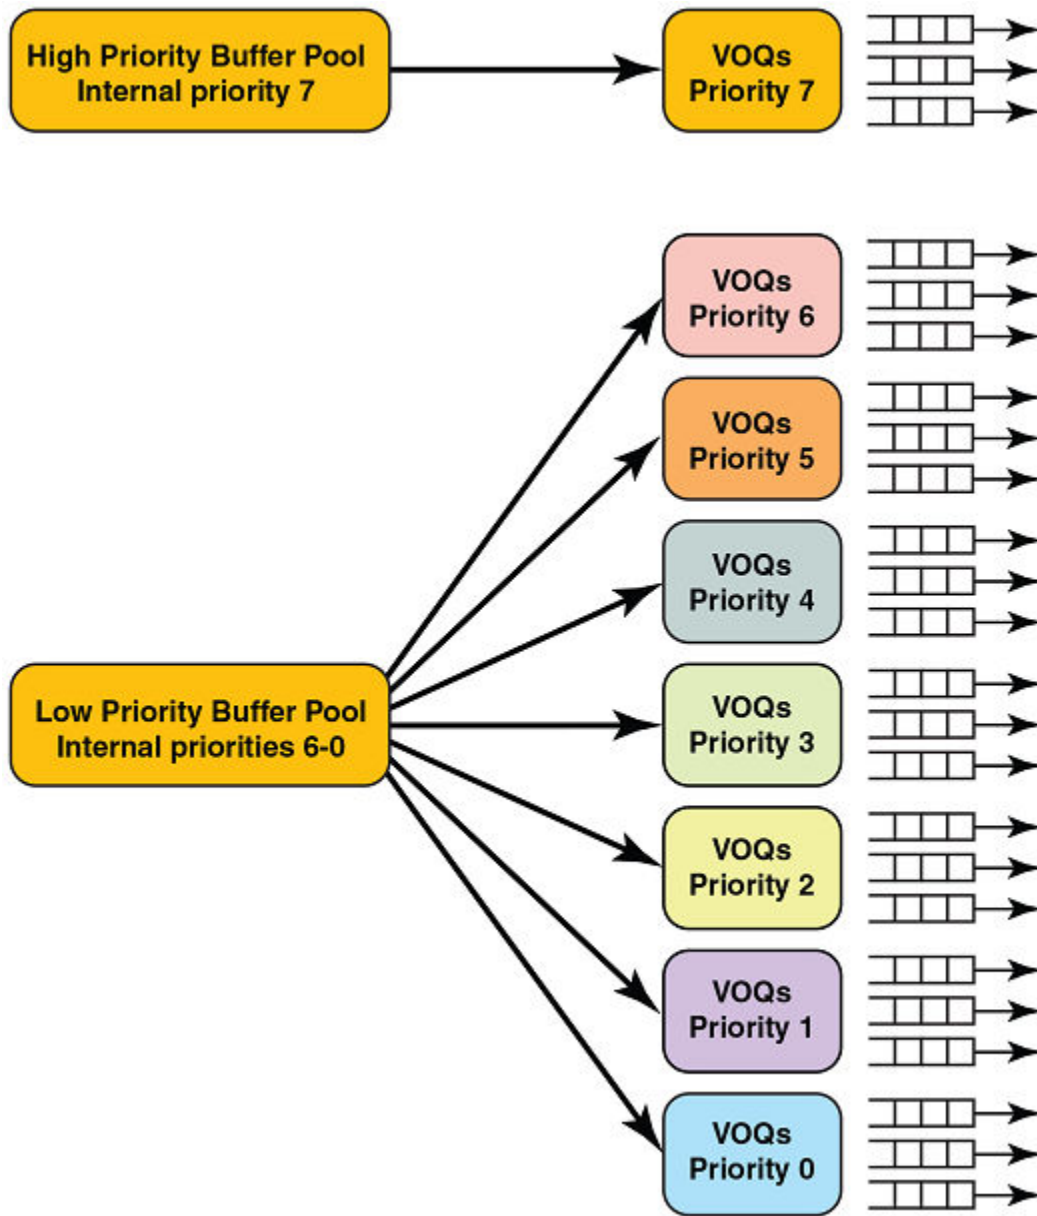 High Priority Buffer Pool
Internal priority 7
VOQs
Priority 7
VOQs
Priority 6
VOQs
Priority 5
VOQs
Priority 4
Low Priority Buffer Pool
Internal priorities 6-0
VOQs
Priority 3
VOQs
Priority 2
VOQs
Priority 1
VOQs
Priority 0